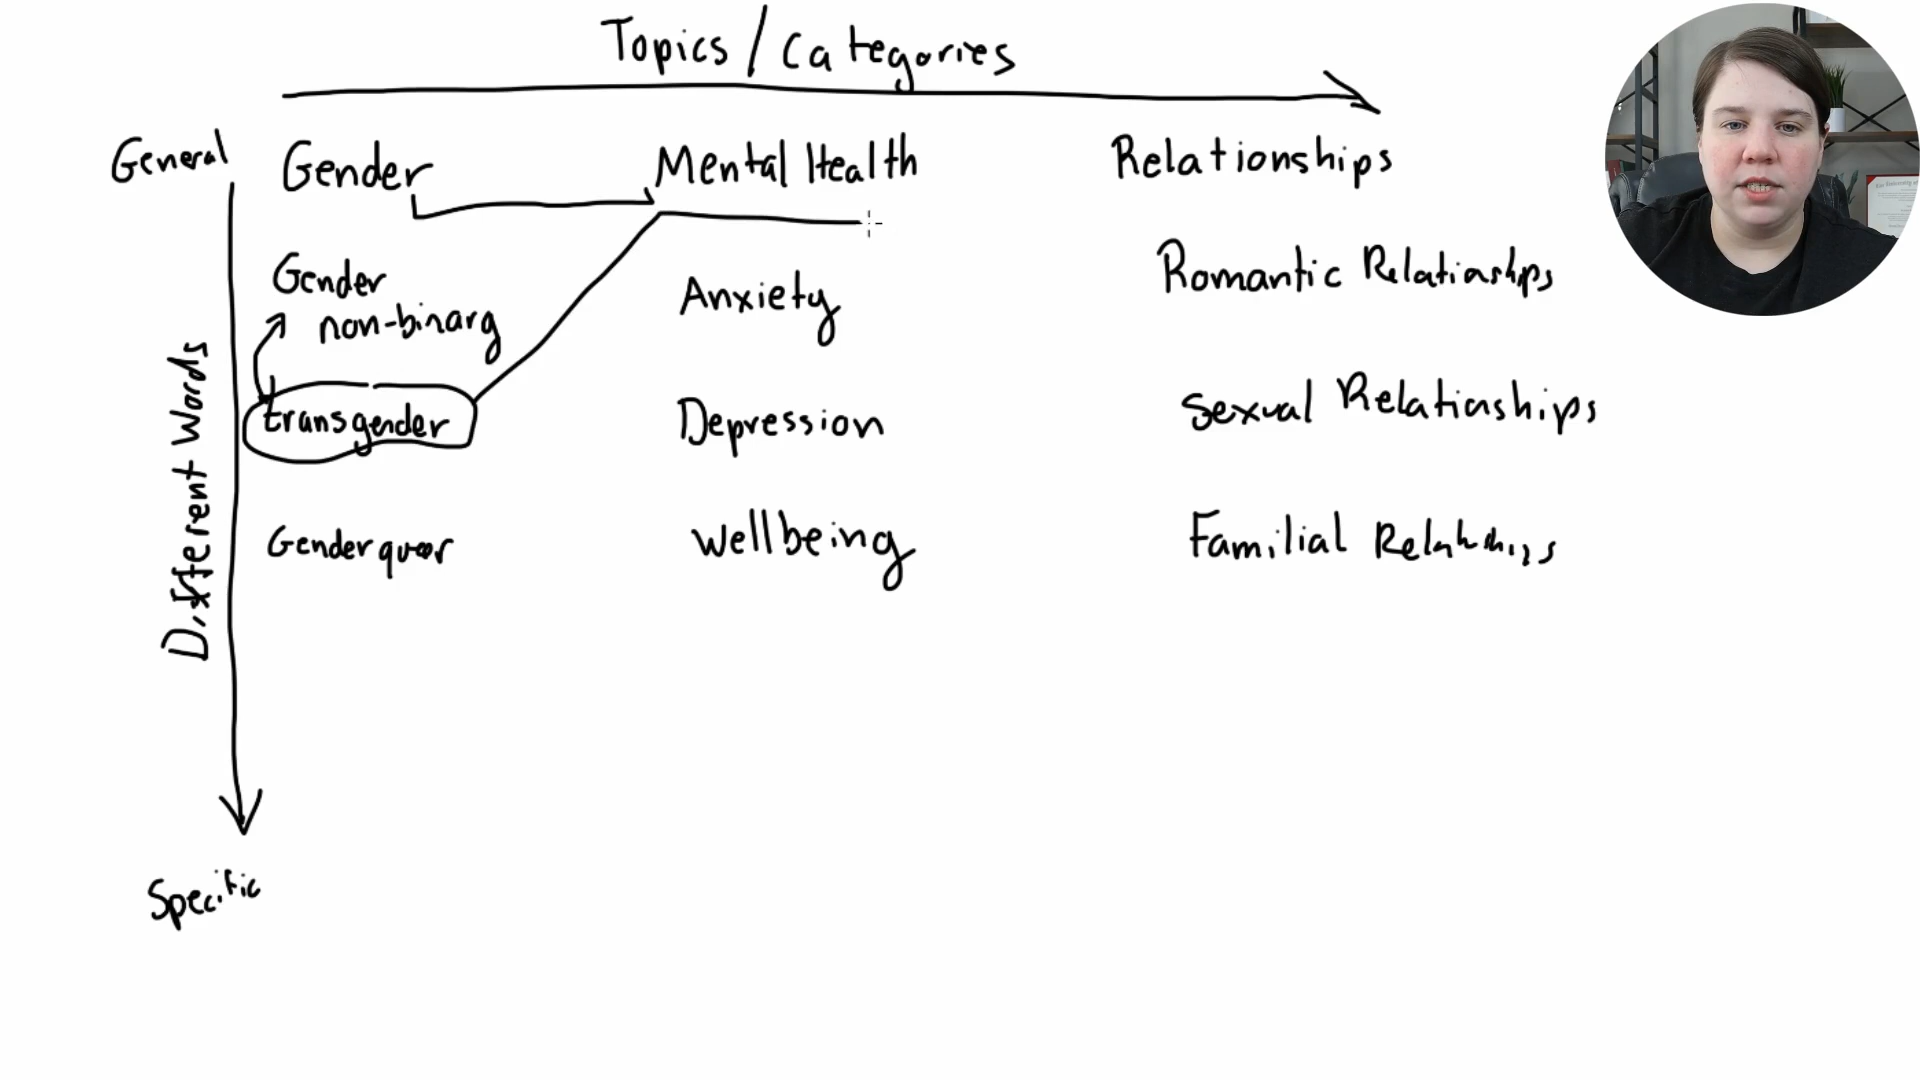 Topics / Categories
General
Gender
Mental Health
Relationships
Gender
non-binary
Anxiety
Romantic Relationships
transgender
Depression
Sexual Relationships
Different Words
Genderqueer
Wellbeing
Familial Relationships
Specific